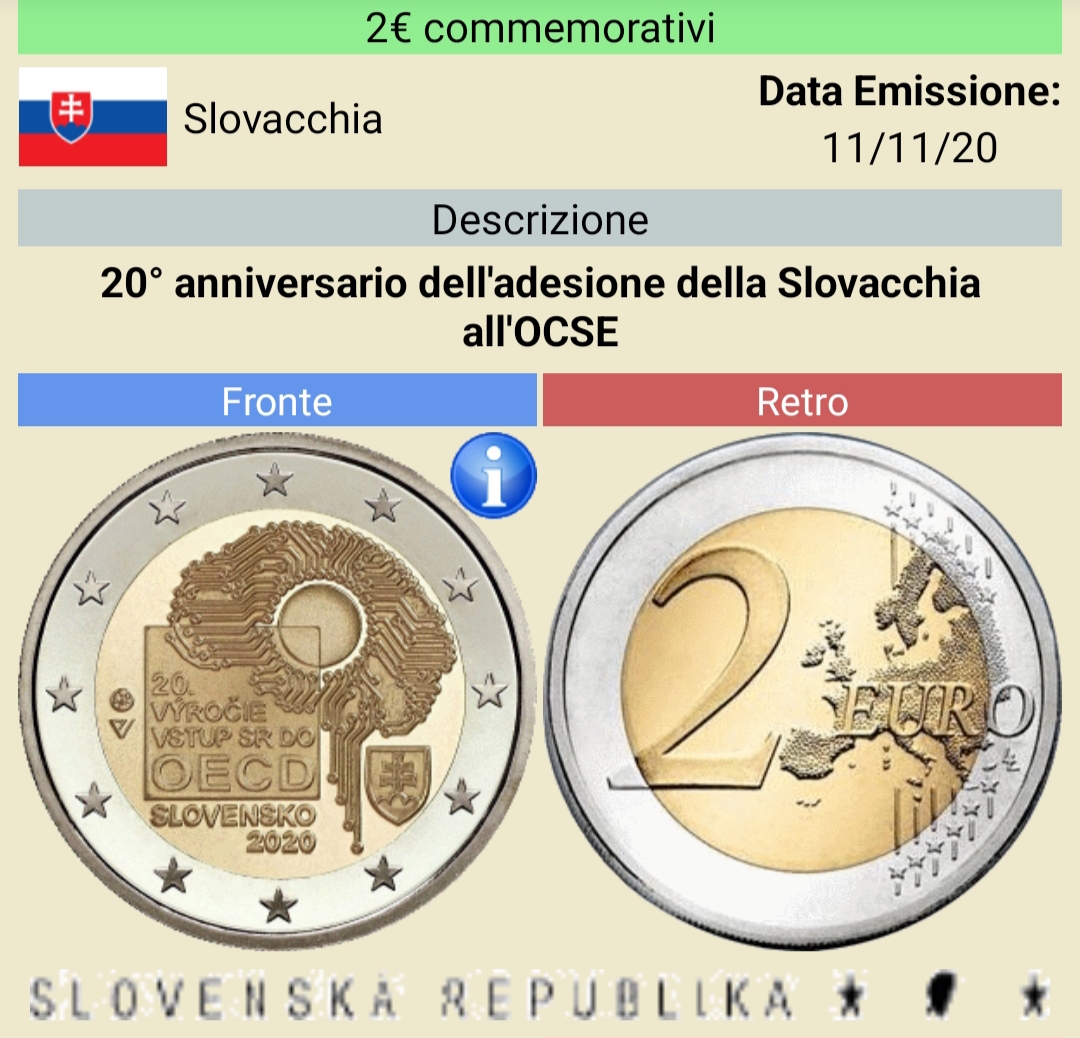 2€ commemorativi
Slovacchia
Data Emissione:
11/11/20
Descrizione
20° anniversario dell'adesione della Slovacchia
all'OCSE
Fronte
Retro
i
20.
VÝROČIE
VSTUP SR DO
OECD
SLOVENSKO
2020
2 EURO
SLOVENSKÁ REPUBLIKA